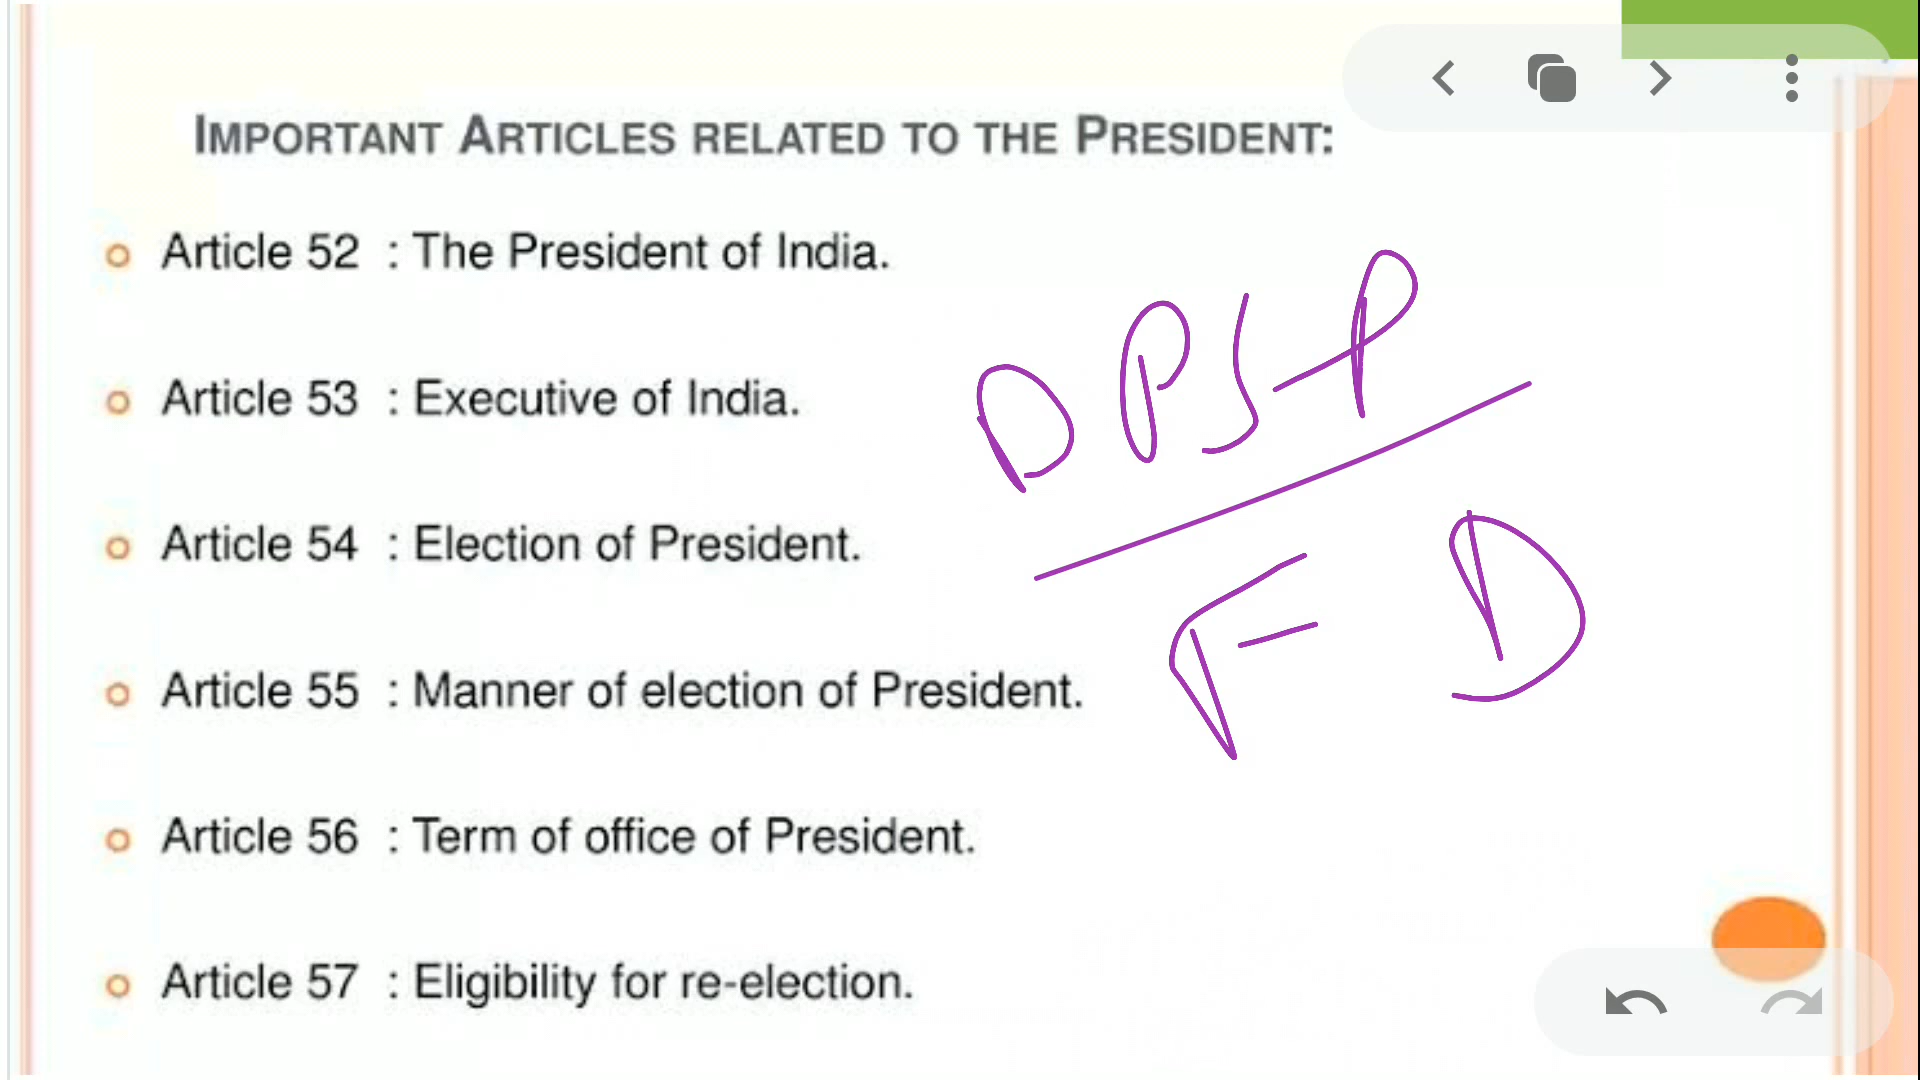 IMPORTANT ARTICLES RELATED TO THE PRESIDENT:
Article 52 : The President of India.
Article 53 : Executive of India.
Article 54 : Election of President.
Article 55 : Manner of election of President.
Article 56 : Term of office of President.
Article 57 : Eligibility for re-election.
DPSP
F D